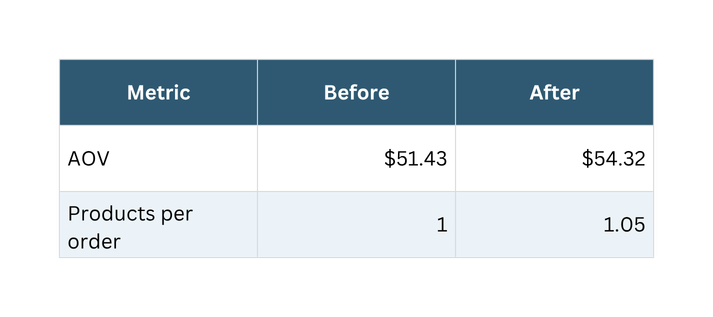 Metric Before After
AOV $51.43 $54.32
Products per
order 1 1.05